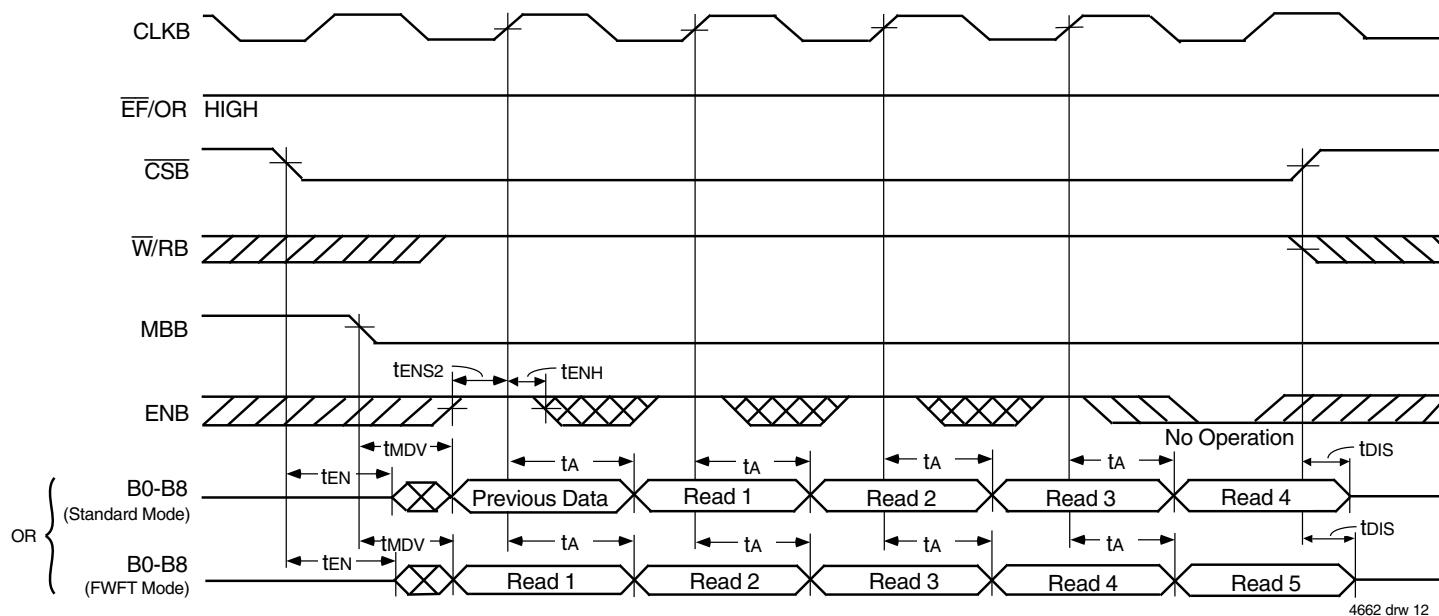 CLKB
EF/OR HIGH
CSB
W/RB
MBB
tENS2 tENH
ENB
No Operation
tMDV
tEN tA tA tA tA tDIS
B0-B8
(Standard Mode)
Previous Data Read 1 Read 2 Read 3 Read 4
OR
tMDV
tEN tA tA tA tA tDIS
B0-B8
(FWFT Mode)
Read 1 Read 2 Read 3 Read 4 Read 5
4662 drw 12